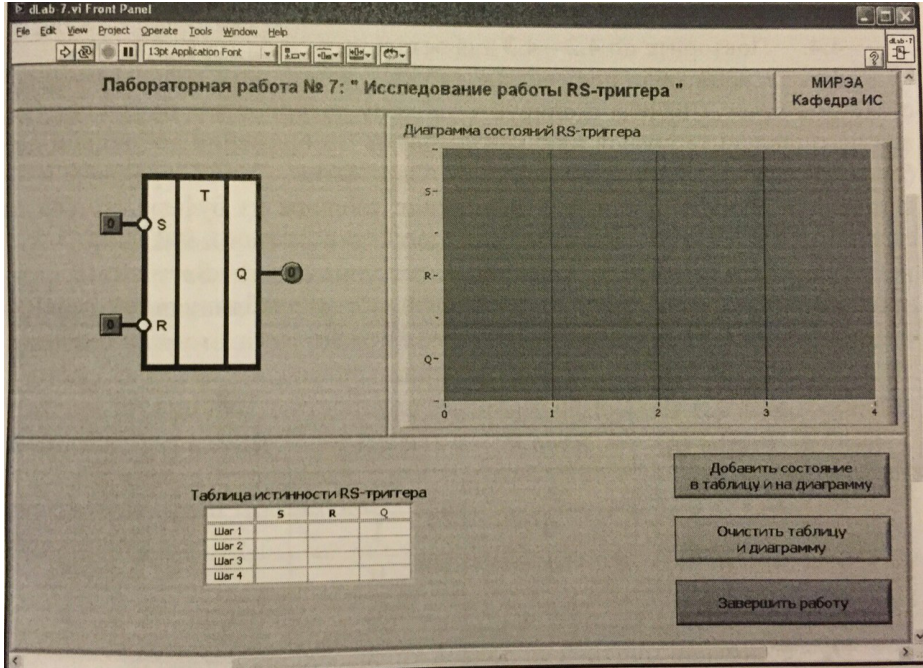 dLab-7.vi Front Panel
File Edit View Project Operate Tools Window Help
13pt Application Font
dLab-7
Лабораторная работа № 7: " Исследование работы RS-триггера "
МИРЭА
Кафедра ИС
Диаграмма состояний RS-триггера
T
0 S
Q 0
0 R
S
R
Q
0 1 2 3 4
Таблица истинности RS-триггера
S R Q
Шаг 1
Шаг 2
Шаг 3
Шаг 4
Добавить состояние
в таблицу и на диаграмму
Очистить таблицу
и диаграмму
Завершить работу